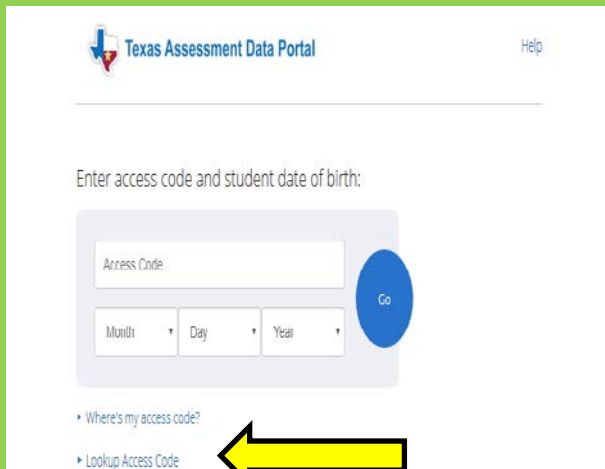 Texas Assessment Data Portal
Help
Enter access code and student date of birth:
Access Code
Go
Month Day Year
Where's my access code?
Lookup Access Code